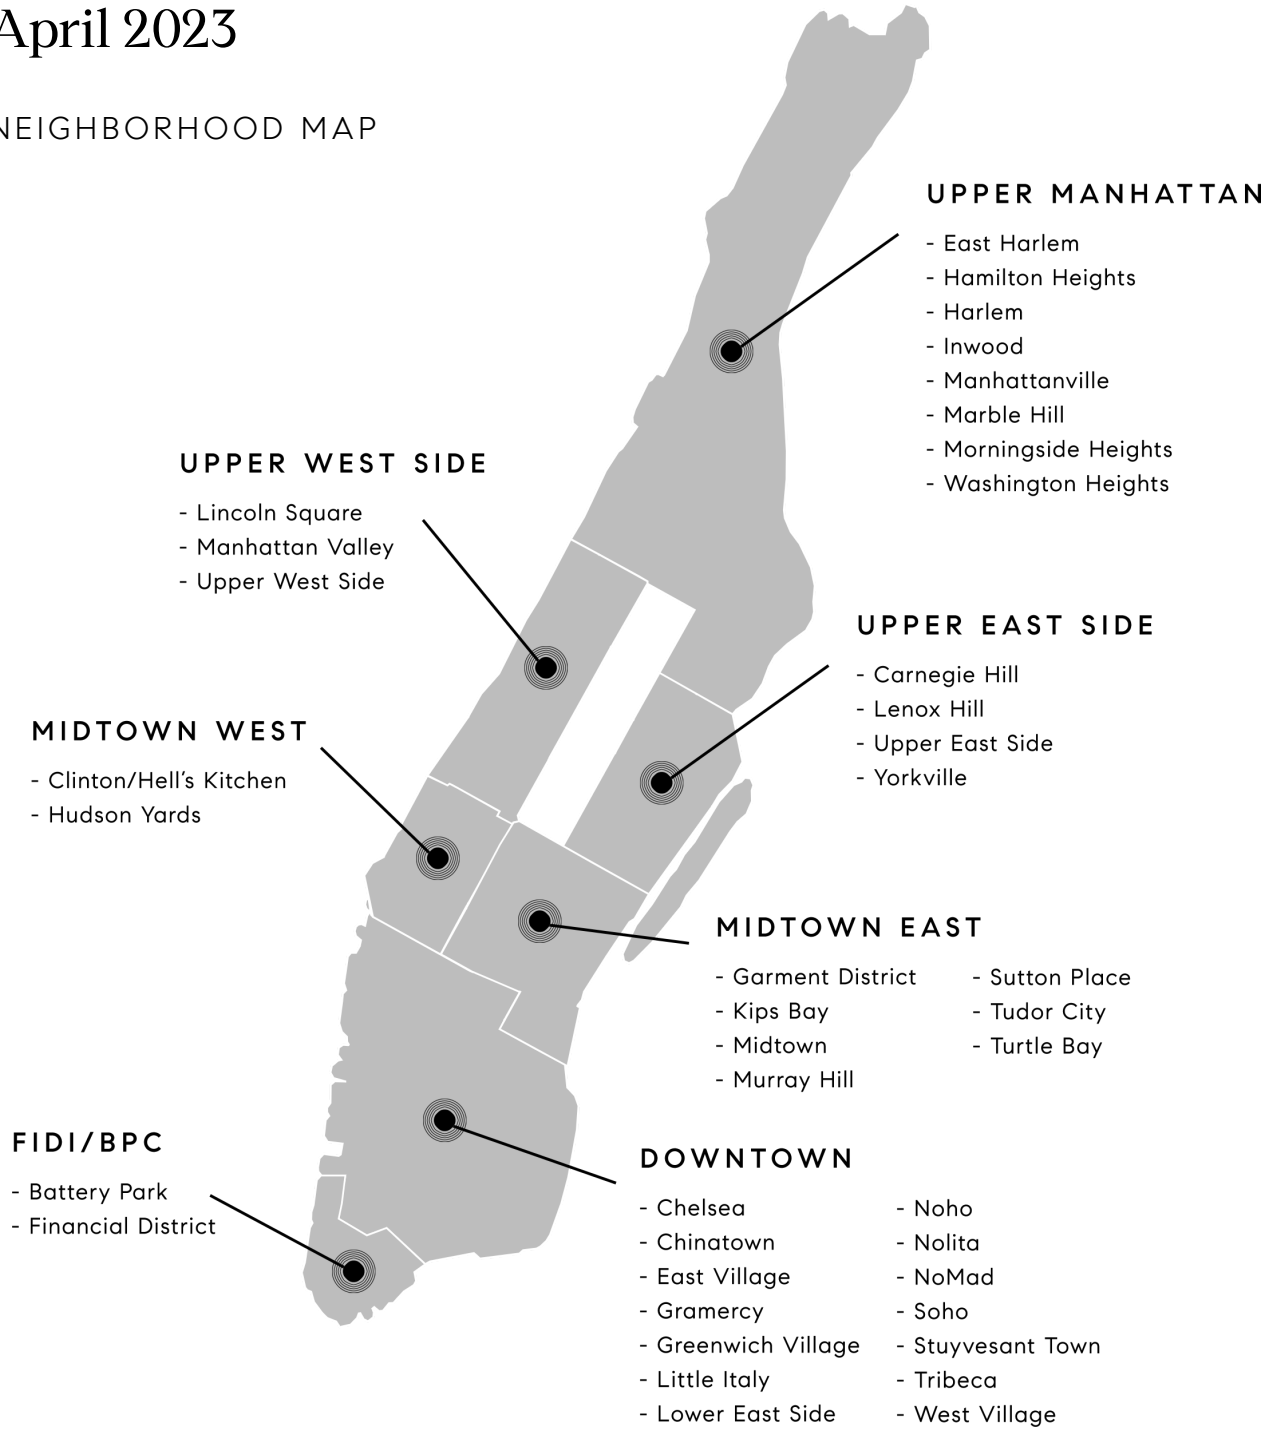 April 2023
NEIGHBORHOOD MAP
UPPER MANHATTAN
- East Harlem
- Hamilton Heights
- Harlem
- Inwood
- Manhattanville
- Marble Hill
- Morningside Heights
- Washington Heights
UPPER WEST SIDE
- Lincoln Square
- Manhattan Valley
- Upper West Side
UPPER EAST SIDE
- Carnegie Hill
- Lenox Hill
- Upper East Side
- Yorkville
MIDTOWN WEST
- Clinton/Hell’s Kitchen
- Hudson Yards
MIDTOWN EAST
- Garment District
- Kips Bay
- Midtown
- Murray Hill
- Sutton Place
- Tudor City
- Turtle Bay
FIDI/BPC
- Battery Park
- Financial District
DOWNTOWN
- Chelsea
- Chinatown
- East Village
- Gramercy
- Greenwich Village
- Little Italy
- Lower East Side
- Noho
- Nolita
- NoMad
- Soho
- Stuyvesant Town
- Tribeca
- West Village